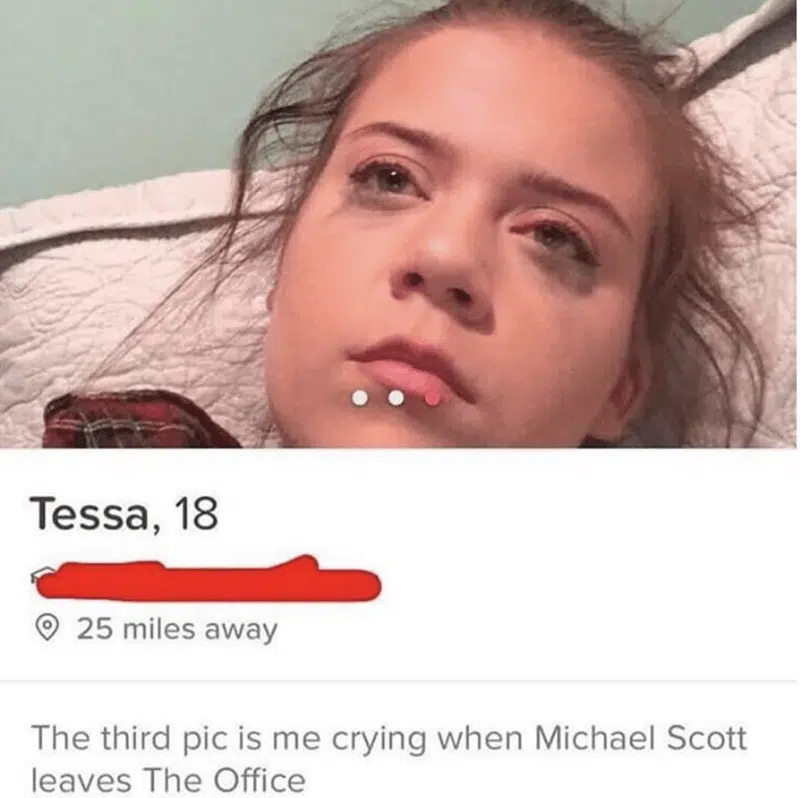 Tessa, 18
25 miles away
The third pic is me crying when Michael Scott
leaves The Office